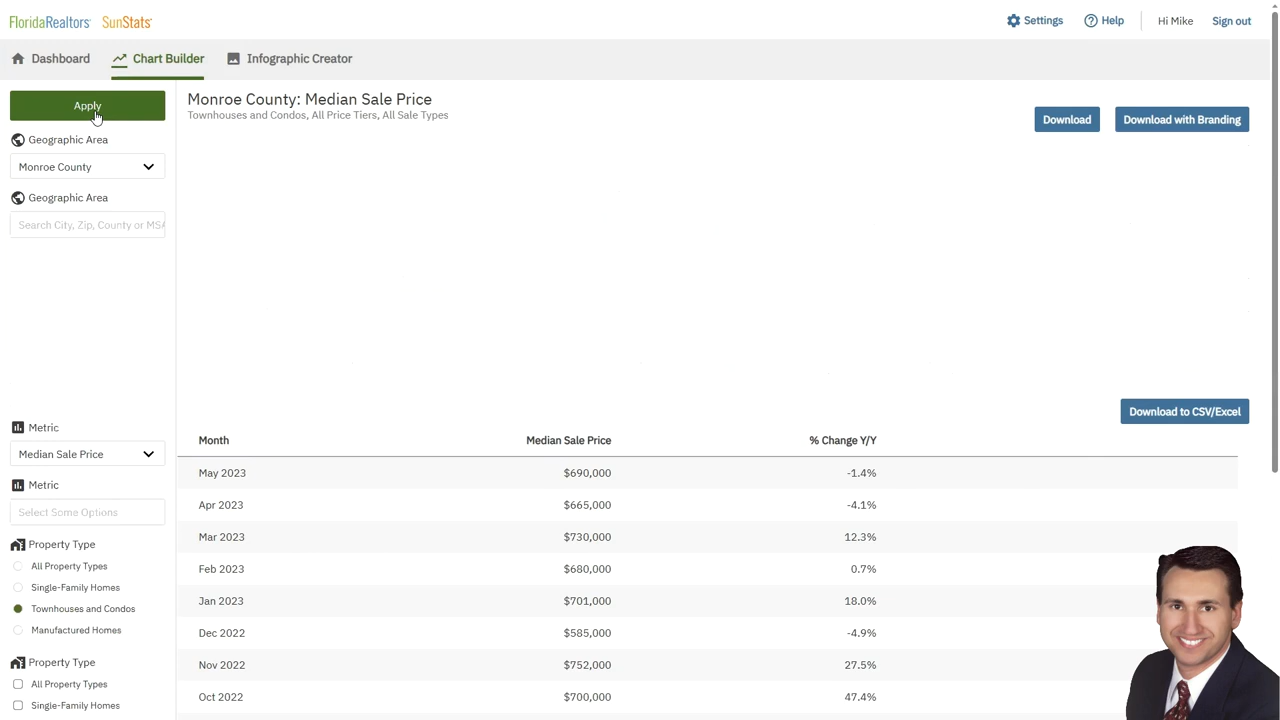 FloridaRealtors SunStats
Settings
Help
Hi Mike
Sign out
Dashboard
Chart Builder
Infographic Creator
Apply
Monroe County: Median Sale Price
Townhouses and Condos, All Price Tiers, All Sale Types
Download
Download with Branding
Geographic Area
Monroe County
Geographic Area
Search City, Zip, County or MSA
Download to CSV/Excel
Metric
Median Sale Price
Metric
Select Some Options
Property Type
All Property Types
Single-Family Homes
Townhouses and Condos
Manufactured Homes
Property Type
All Property Types
Single-Family Homes
Month Median Sale Price % Change Y/Y
May 2023 $690,000 -1.4%
Apr 2023 $665,000 -4.1%
Mar 2023 $730,000 12.3%
Feb 2023 $680,000 0.7%
Jan 2023 $701,000 18.0%
Dec 2022 $585,000 -4.9%
Nov 2022 $752,000 27.5%
Oct 2022 $700,000 47.4%